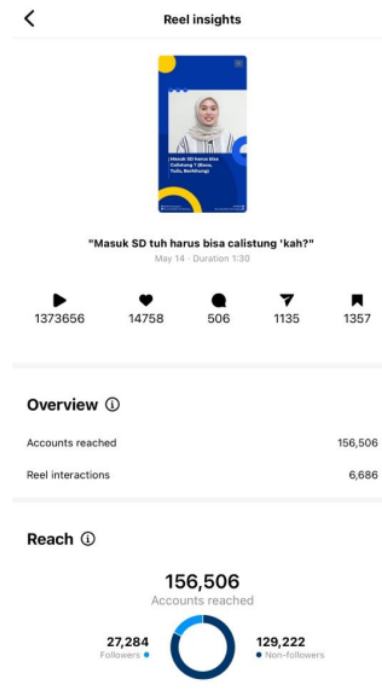 Reel insights
Masuk SD harus bisa
Calistung ? (Baca,
Tulis, Berhitung)
"Masuk SD tuh harus bisa calistung 'kah?"
May 14 · Duration 1:30
1373656 14758 506 1135 1357
Overview
Accounts reached 156,506
Reel interactions 6,686
Reach
156,506
Accounts reached
27,284 129,222
Followers Non-followers